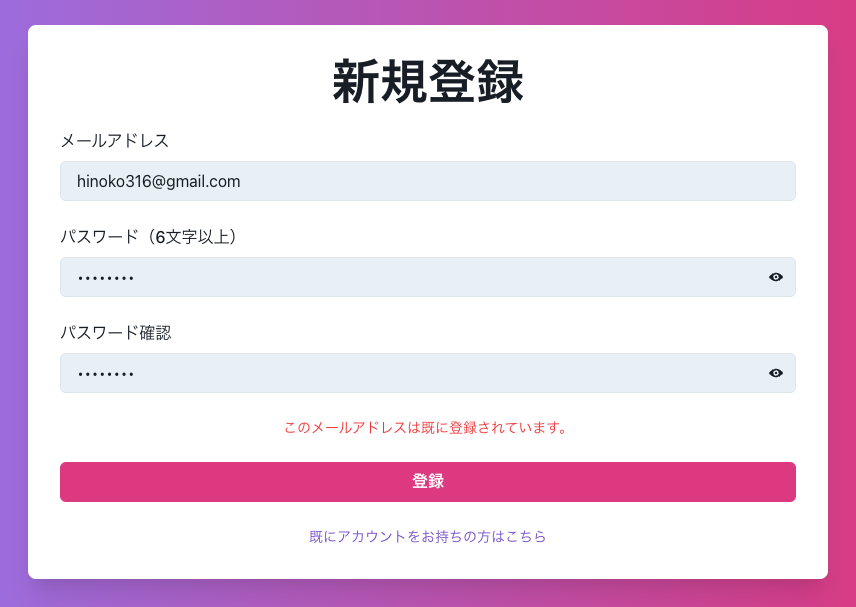 新規登録
メールアドレス
hinoko316@gmail.com
パスワード（6文字以上）
••••••••
パスワード確認
••••••••
このメールアドレスは既に登録されています。
登録
既にアカウントをお持ちの方はこちら